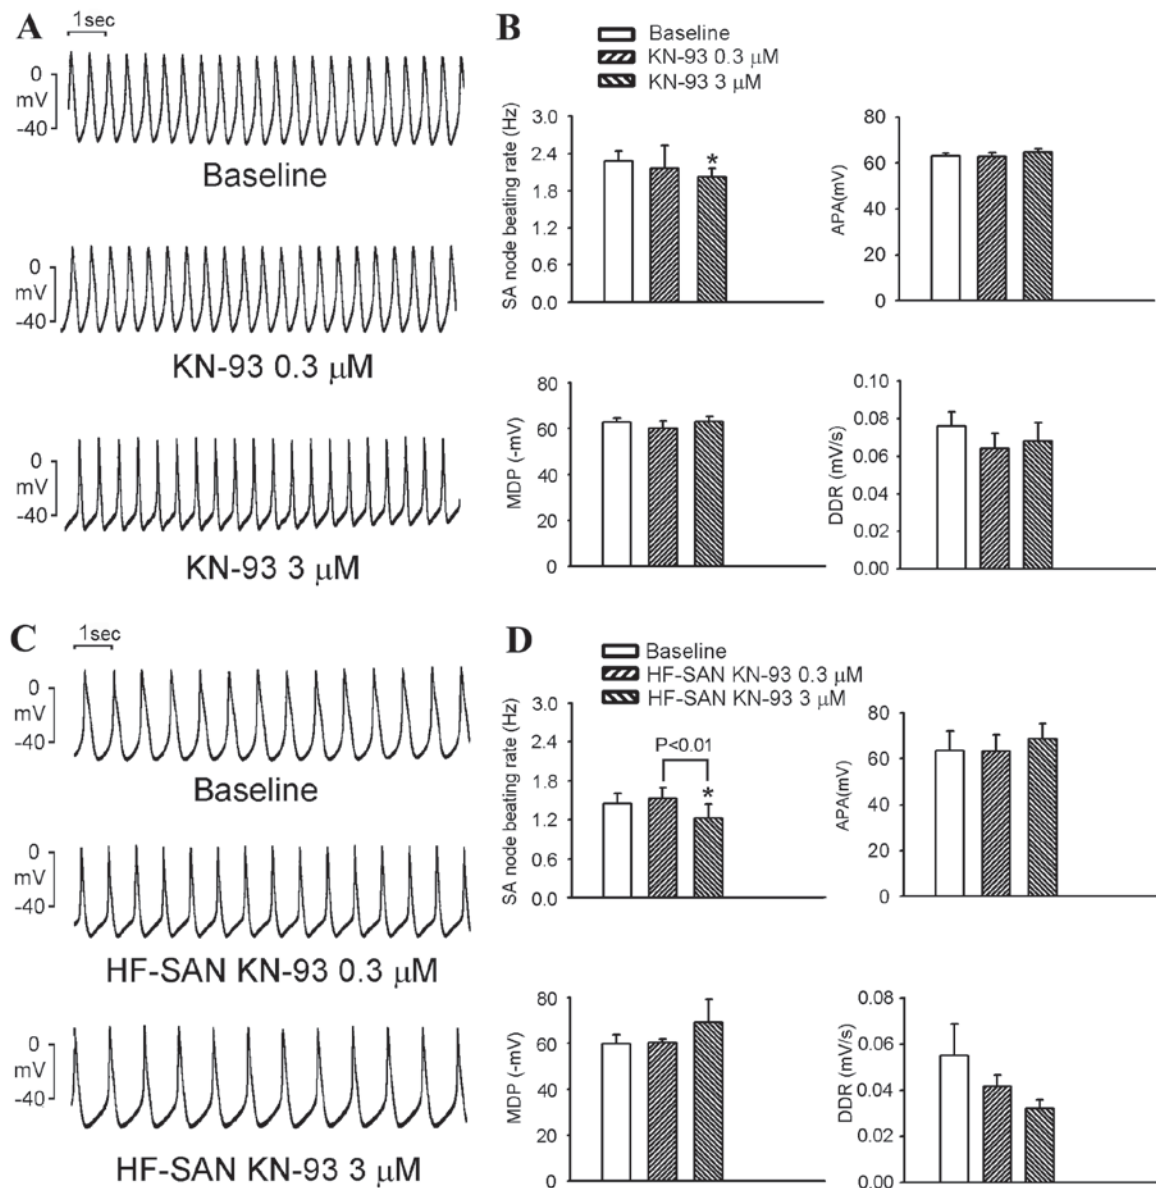 A
1sec
0
mV
-40
Baseline
0
mV
-40
KN-93 0.3 μM
0
mV
-40
KN-93 3 μM
B
Baseline
KN-93 0.3 μM
KN-93 3 μM
SA node beating rate (Hz)
3.0
2.4
1.8
1.2
0.6
0.0
*
APA(mV)
80
60
40
20
0
MDP (-mV)
80
60
40
20
0
DDR (mV/s)
0.10
0.08
0.06
0.04
0.02
0.00
C
1sec
0
mV
-40
Baseline
0
mV
-40
HF-SAN KN-93 0.3 μM
0
mV
-40
HF-SAN KN-93 3 μM
D
Baseline
HF-SAN KN-93 0.3 μM
HF-SAN KN-93 3 μM
SA node beating rate (Hz)
3.0
2.4
1.8
1.2
0.6
0.0
P<0.01
*
APA(mV)
80
60
40
20
0
MDP (-mV)
80
60
40
20
0
DDR (mV/s)
0.08
0.06
0.04
0.02
0.00